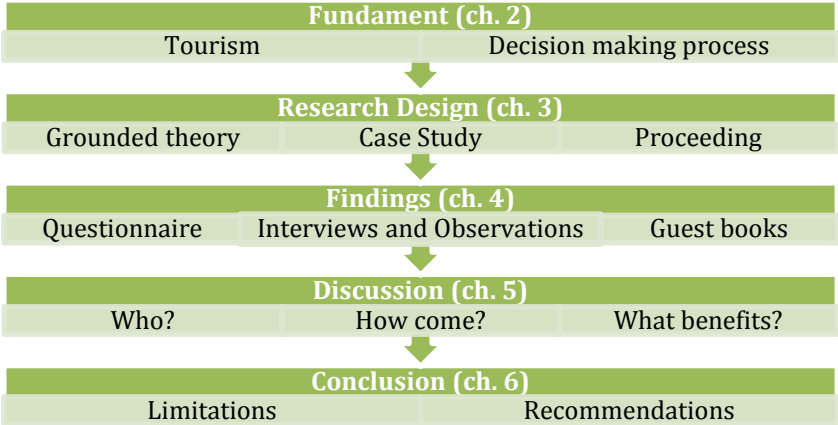 Fundament (ch. 2)
Tourism Decision making process
Research Design (ch. 3)
Grounded theory Case Study Proceeding
Findings (ch. 4)
Questionnaire Interviews and Observations Guest books
Discussion (ch. 5)
Who? How come? What benefits?
Conclusion (ch. 6)
Limitations Recommendations